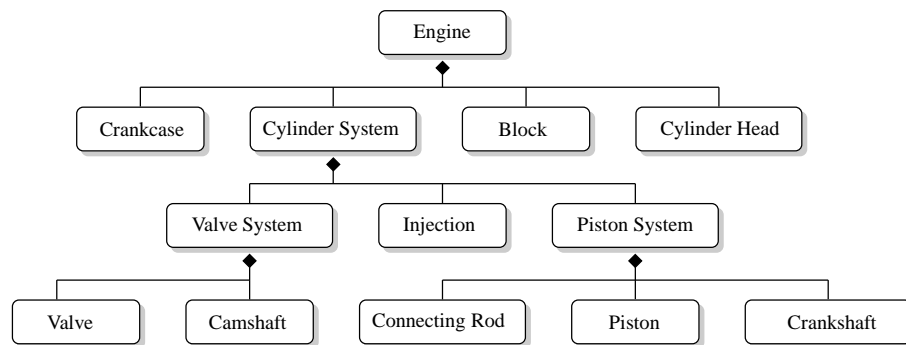 Engine
Crankcase
Cylinder System
Block
Cylinder Head
Valve System
Injection
Piston System
Valve
Camshaft
Connecting Rod
Piston
Crankshaft